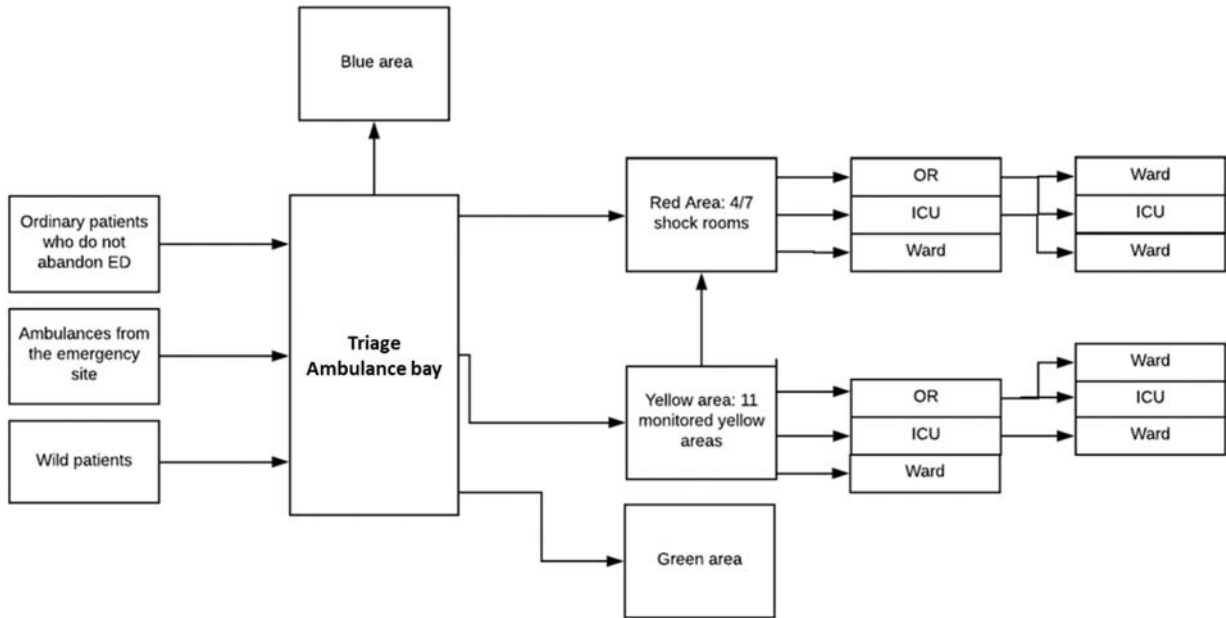 Blue area
Ordinary patients
who do not
abandon ED
Ambulances from
the emergency
site
Wild patients
Triage
Ambulance bay
Red Area: 4/7
shock rooms
OR
ICU
Ward
Ward
ICU
Ward
Yellow area: 11
monitored yellow
areas
OR
ICU
Ward
Ward
ICU
Ward
Green area